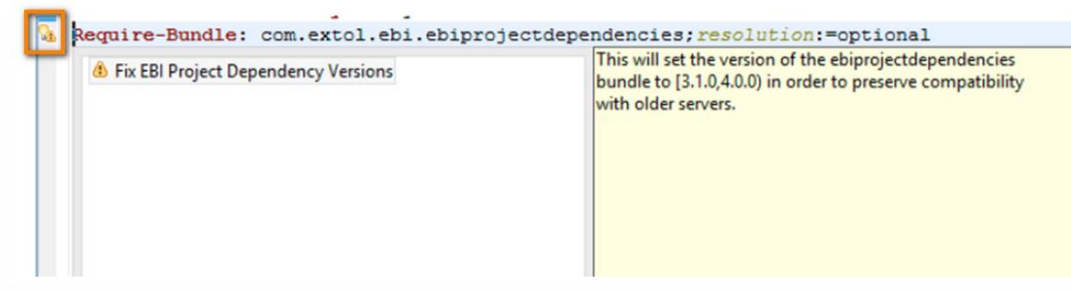 Require-Bundle: com.extol.ebi.ebiprojectdependencies;resolution:=optional
Fix EBI Project Dependency Versions
This will set the version of the ebiprojectdependencies
bundle to [3.1.0,4.0.0) in order to preserve compatibility
with older servers.